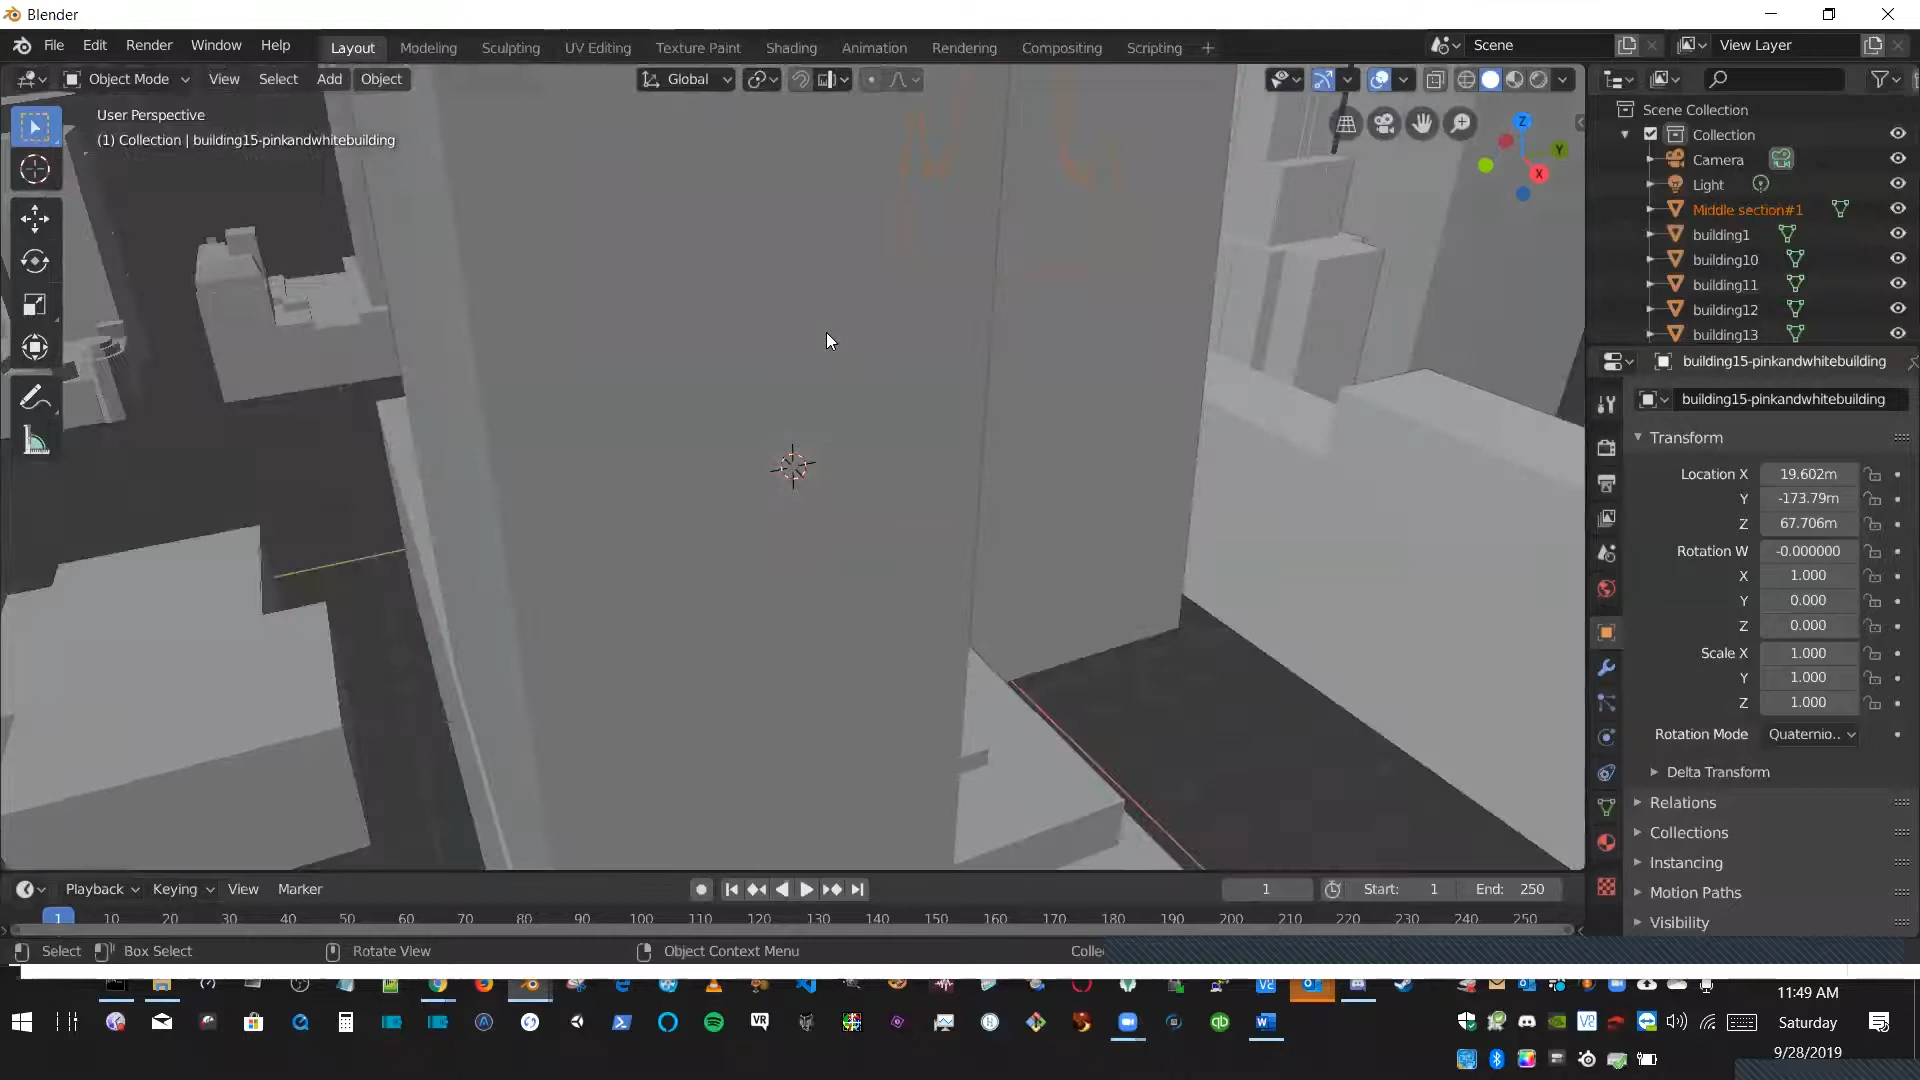 Blender
File Edit Render Window Help Layout Modeling Sculpting UV Editing Texture Paint Shading Animation Rendering Compositing Scripting + Scene View Layer
Object Mode View Select Add Object Global
User Perspective
(1) Collection | building15-pinkandwhitebuilding
Z
Y
X
Scene Collection
Collection
Camera
Light
Middle section#1
building1
building10
building11
building12
building13
building15-pinkandwhitebuilding
building15-pinkandwhitebuilding
Transform
Location X 19.602m
Y -173.79m
Z 67.706m
Rotation W -0.000000
X 1.000
Y 0.000
Z 0.000
Scale X 1.000
Y 1.000
Z 1.000
Rotation Mode Quaternio..
Delta Transform
Relations
Collections
Instancing
Motion Paths
Visibility
Playback Keying View Marker 1 Start: 1 End: 250
1 10 20 30 40 50 60 70 80 90 100 110 120 130 140 150 160 170 180 190 200 210 220 230 240 250
Select Box Select Rotate View Object Context Menu Colle
11:49 AM
Saturday
9/28/2019